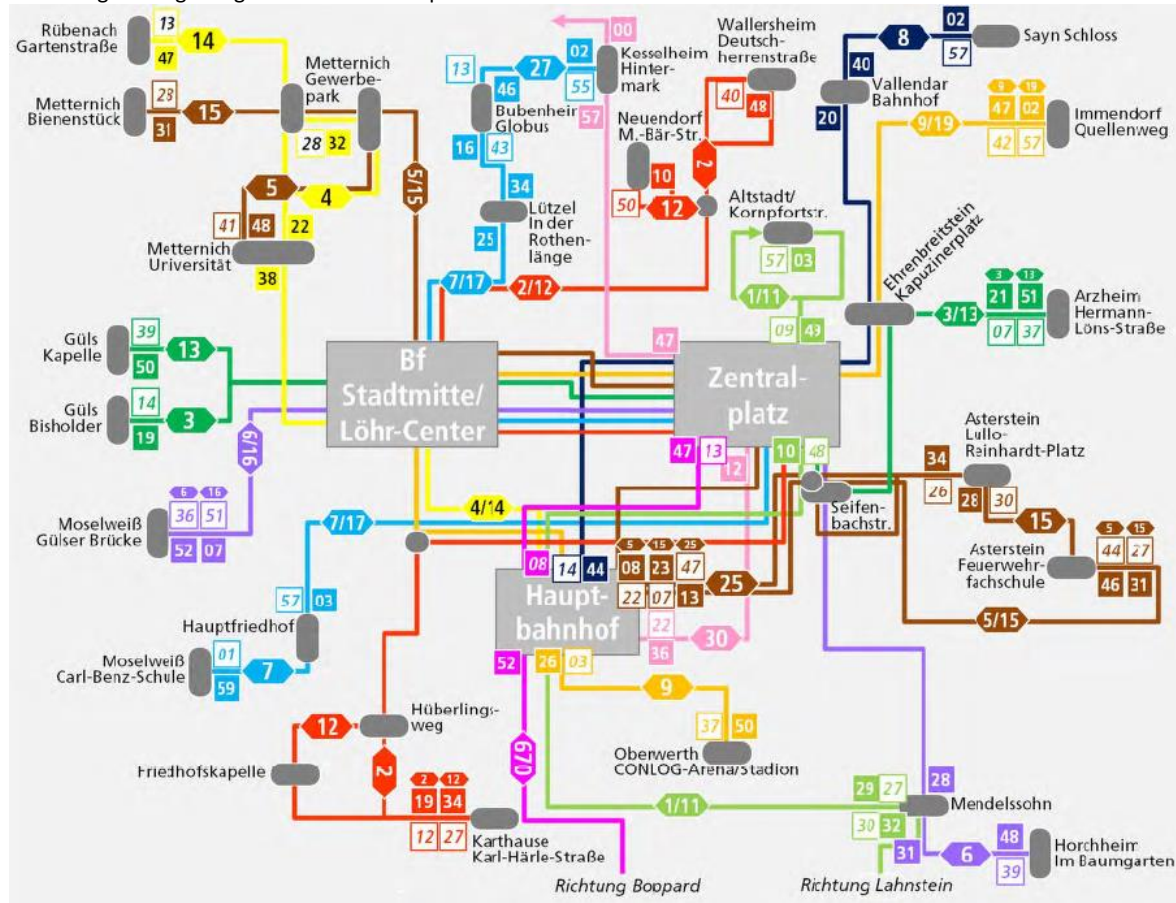 Rübenach
Gartenstraße
13
47
14
Metternich
Gewerbe-
park
Metternich
Bienenstück
23
31
15
28 32
5
4
5/15
41 48 22
Metternich
Universität
38
00
02
55
27
13
46
Kesselheim
Hinter-
mark
57
Bubenheim
Globus
16 43
34
Lützel
In der
Rothen-
länge
25
7/17
2/12
Wallersheim
Deutsch-
herrenstraße
40 48
Neuendorf
M.-Bär-Str.
10
50
12
2
Altstadt/
Kornpfortstr.
57 03
1/11
09 43
02
57
8
Sayn Schloss
40
Vallendar
Bahnhof
20
9 19
47 02
42 57
9/19
Immendorf
Quellenweg
Ehrenbreitstein
Kapuzinerplatz
3 13
21 51
07 37
3/13
Arzheim
Hermann-
Löns-Straße
Güls
Kapelle
39
50
13
Güls
Bisholder
14
19
3
6/16
6 16
36 51
52 07
Moselweiß
Gülser Brücke
Bf
Stadtmitte/
Löhr-Center
47
Zentral-
platz
47 13
12
10 48
4/14
7/17
Seifen-
bachstr.
34
26
Asterstein
Lullo-
Reinhardt-Platz
28 30
15
Asterstein
Feuerwehr-
fachschule
5 15
44 27
46 31
5/15
08
14 44
5 15 25
08 23 47
22 07 13
25
Haupt-
bahnhof
22
36
30
52
26 03
57 03
Hauptfriedhof
Moselweiß
Carl-Benz-Schule
01
59
7
9
37 50
Oberwerth
CONLOG-Arena/Stadion
670
12
Hüberlings-
weg
Friedhofskapelle
2
2 12
19 34
12 27
Karthause
Karl-Härle-Straße
1/11
29 27
30 32
31
28
Mendelssohn
6
48
39
Horchheim
Im Baumgarten
Richtung Boppard
Richtung Lahnstein